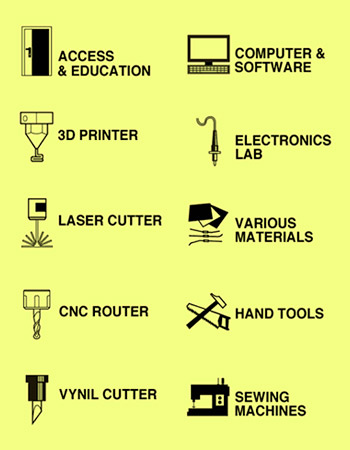 ACCESS
& EDUCATION
COMPUTER &
SOFTWARE
3D PRINTER
ELECTRONICS
LAB
LASER CUTTER
VARIOUS
MATERIALS
CNC ROUTER
HAND TOOLS
VYNIL CUTTER
SEWING
MACHINES